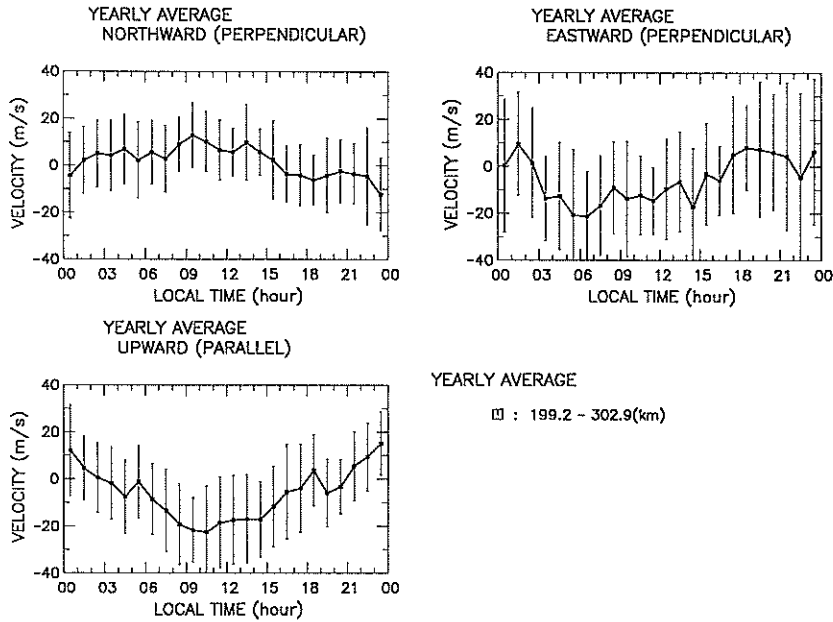 YEARLY AVERAGE
NORTHWARD (PERPENDICULAR)
40
20
0
-20
-40
VELOCITY (m/s)
00 03 06 09 12 15 18 21 00
LOCAL TIME (hour)
YEARLY AVERAGE
EASTWARD (PERPENDICULAR)
40
20
0
-20
-40
VELOCITY (m/s)
00 03 06 09 12 15 18 21 00
LOCAL TIME (hour)
YEARLY AVERAGE
UPWARD (PARALLEL)
40
20
0
-20
-40
VELOCITY (m/s)
00 03 06 09 12 15 18 21 00
LOCAL TIME (hour)
YEARLY AVERAGE
: 199.2 - 302.9(km)